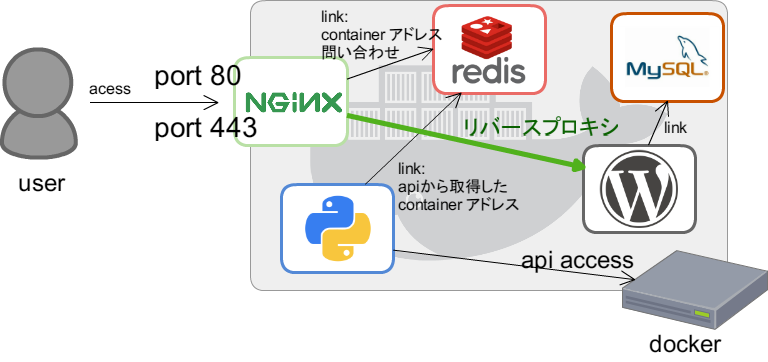 link:
container アドレス
問い合わせ
redis
MySQL®
acess
port 80
NGiNX
port 443
リバースプロキシ
link
user
link:
apiから取得した
container アドレス
W
api access
docker